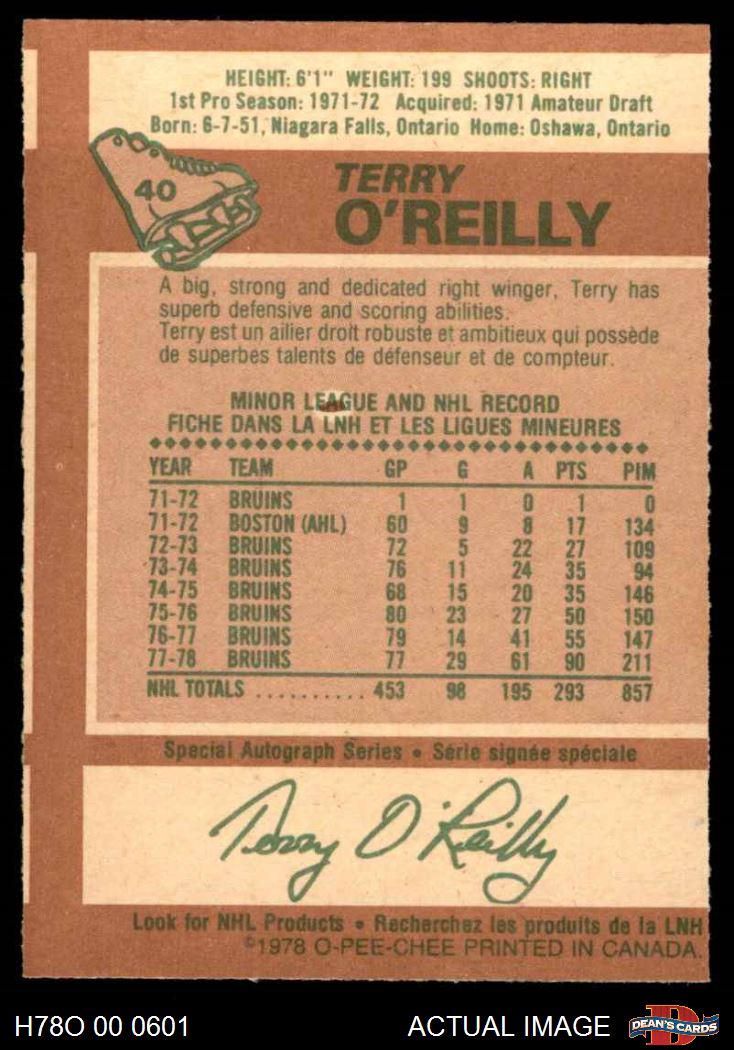 HEIGHT: 6'1" WEIGHT: 199 SHOOTS: RIGHT
1st Pro Season: 1971-72 Acquired: 1971 Amateur Draft
Born: 6-7-51, Niagara Falls, Ontario Home: Oshawa, Ontario
40
TERRY
O'REILLY
A big, strong and dedicated right winger, Terry has
superb defensive and scoring abilities.
Terry est un ailier droit robuste et ambitieux qui possède
de superbes talents de défenseur et de compteur.
MINOR LEAGUE AND NHL RECORD
FICHE DANS LA LNH ET LES LIGUES MINEURES
YEAR TEAM GP G A PTS PIM
71-72 BRUINS 1 1 0 1 0
71-72 BOSTON (AHL) 60 9 8 17 134
72-73 BRUINS 72 5 22 27 109
73-74 BRUINS 76 11 24 35 94
74-75 BRUINS 68 15 20 35 146
75-76 BRUINS 80 23 27 50 150
76-77 BRUINS 79 14 41 55 147
77-78 BRUINS 77 29 61 90 211
NHL TOTALS .......... 453 98 195 293 857
Special Autograph Series • Série signée spéciale
Terry O'Reilly
Look for NHL Products • Recherchez les produits de la LNH
©1978 O-PEE-CHEE PRINTED IN CANADA.
H78O 00 0601 ACTUAL IMAGE D DEAN'S CARDS